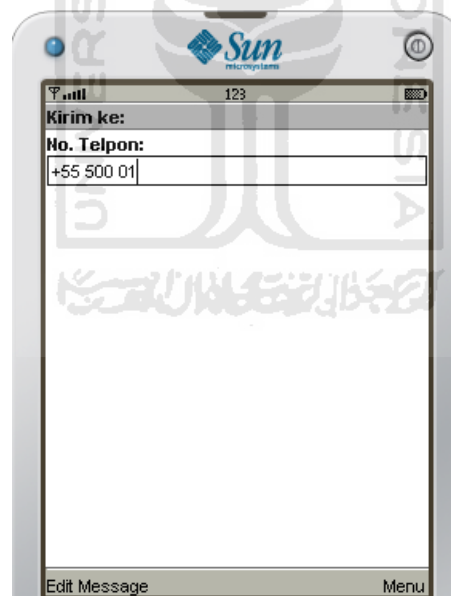 Sun
microsystems
123
Kirim ke:
No. Telpon:
+55 500 01
Edit Message Menu